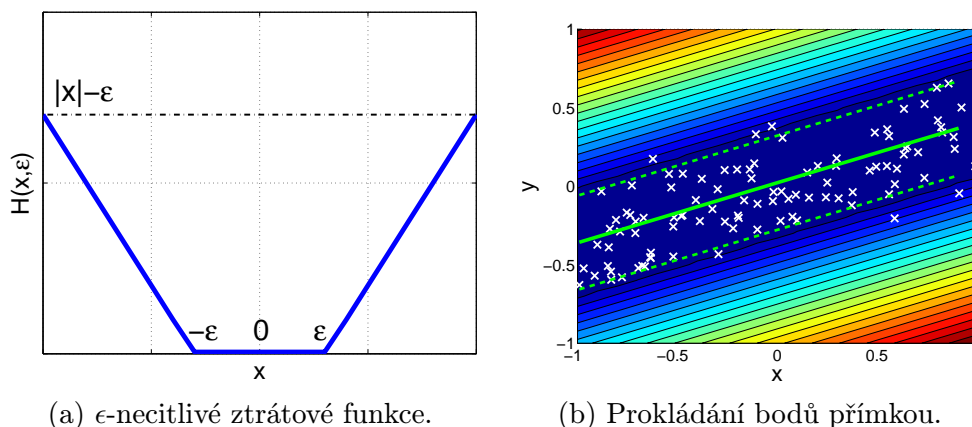 |x|−ε
H(x,ε)
−ε 0 ε
x
(a) ϵ-necitlivé ztrátové funkce.
1
0.5
0
−0.5
−1
y
−1 −0.5 0 0.5
x
(b) Prokládání bodů přímkou.